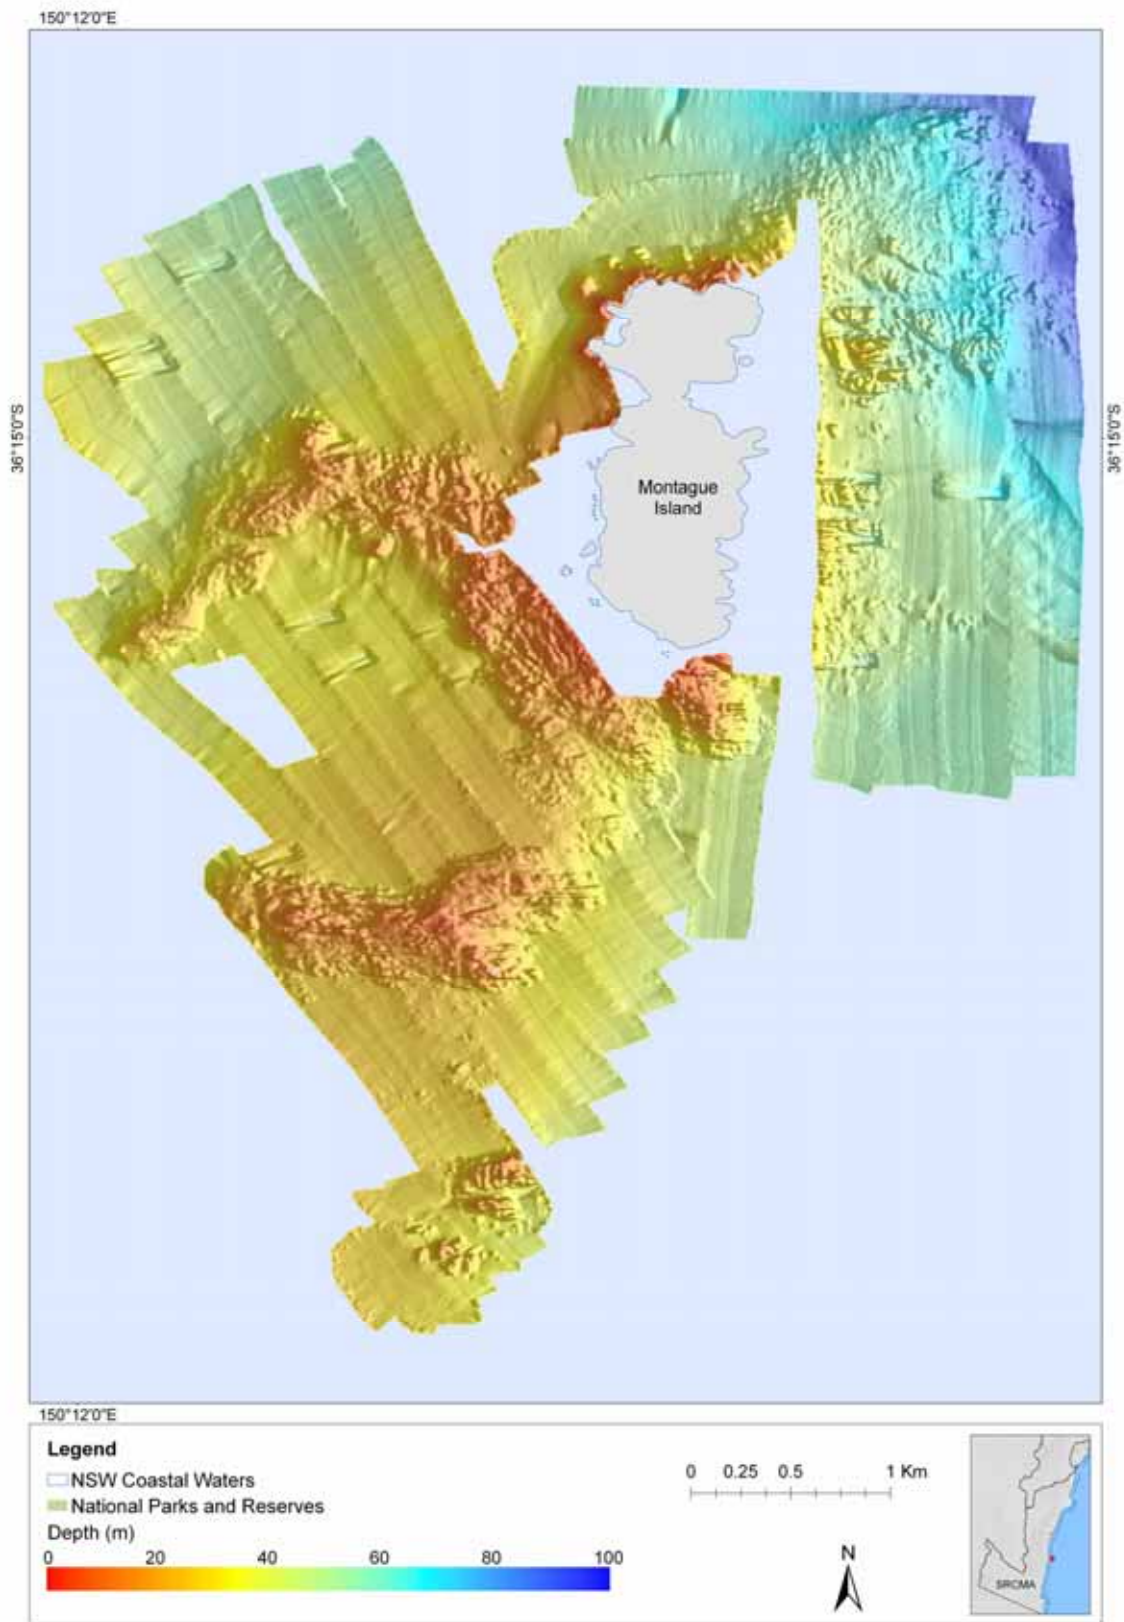 150°12'0"E
36°15'0"S
36°15'0"S
Montague
Island
150°12'0"E
Legend
NSW Coastal Waters
National Parks and Reserves
Depth (m)
0 20 40 60 80 100
0 0.25 0.5 1 Km
N
SRCMA